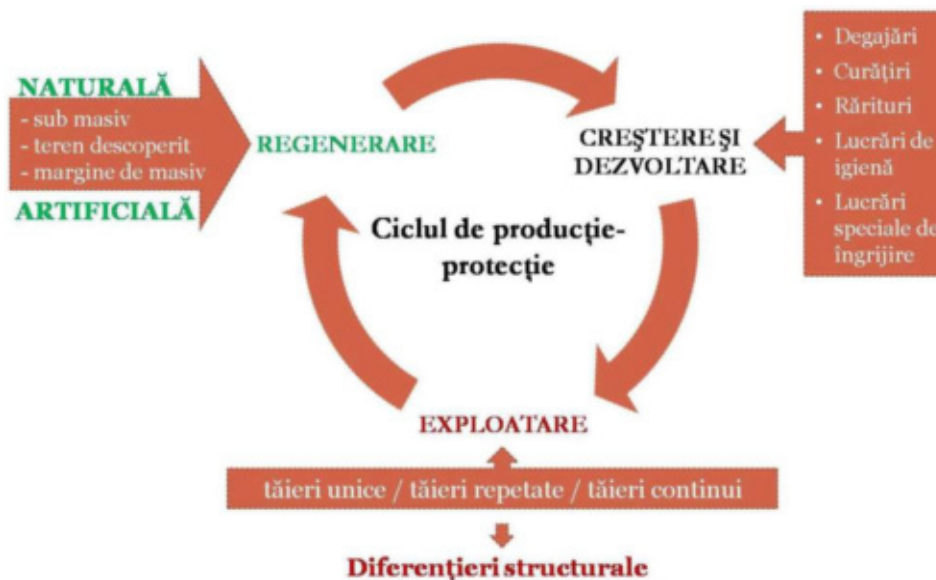 NATURALĂ
- sub masiv
- teren descoperit
- margine de masiv
ARTIFICIALĂ
REGENERARE
CREŞTERE ŞI
DEZVOLTARE
• Degajări
• Curățiri
• Rărituri
• Lucrări de
igienă
• Lucrări
speciale de
îngrijire
Ciclul de producţie-
protecţie
EXPLOATARE
tăieri unice / tăieri repetate / tăieri continui
Diferenţieri structurale